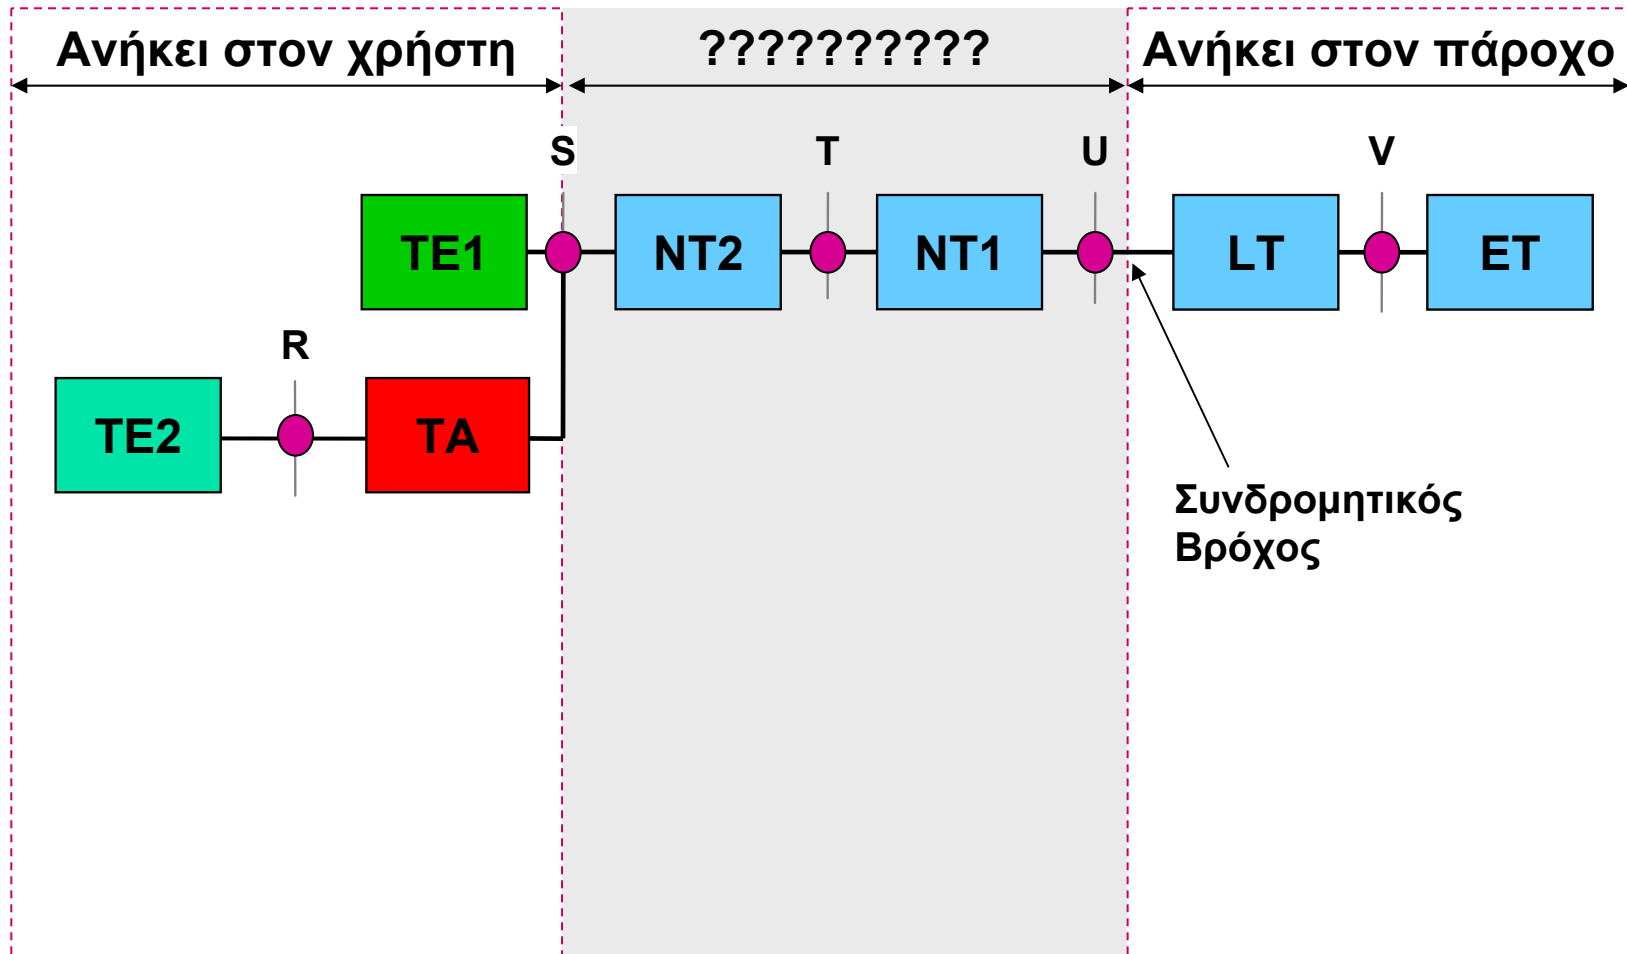 Ανήκει στον χρήστη
??????????
Ανήκει στον πάροχο
S
T
U
V
TE1
NT2
NT1
LT
ET
R
TE2
TA
Συνδρομητικός
Βρόχος